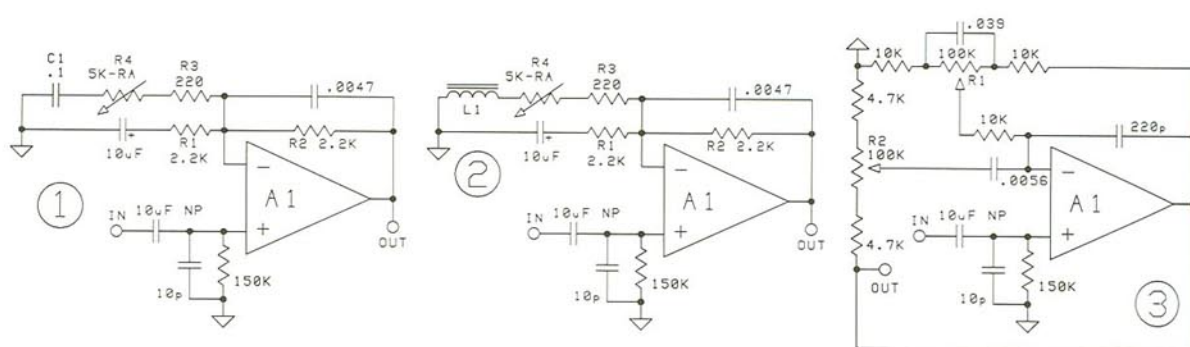 C1
.1
R4
5K-RA
R3
220
.0047
10uF
R1
2.2K
R2 2.2K
1
A1
IN
10uF NP
10p
150K
OUT
R4
5K-RA
R3
220
L1
.0047
10uF
R1
2.2K
R2 2.2K
2
A1
IN
10uF NP
10p
150K
OUT
.039
10K
100K
10K
R1
4.7K
10K
220p
R2
100K
.0056
A1
IN
10uF NP
4.7K
OUT
150K
10p
3